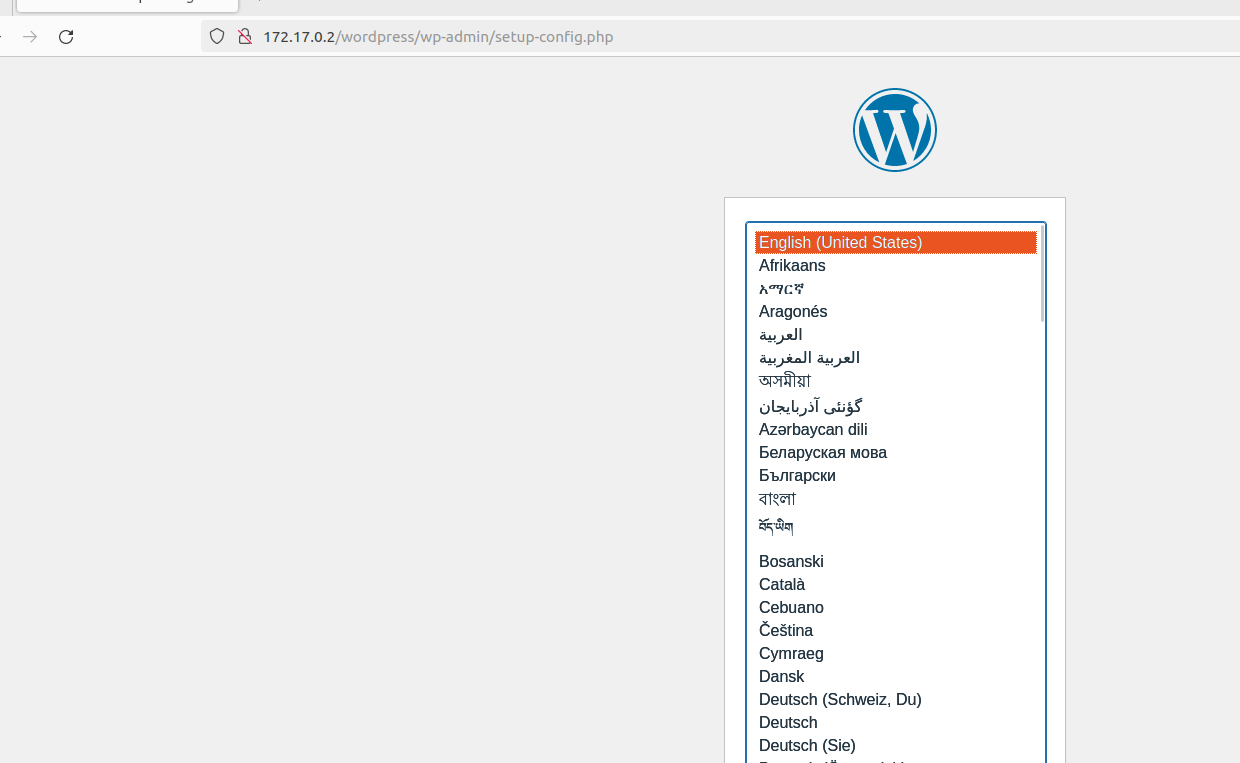 172.17.0.2/wordpress/wp-admin/setup-config.php
English (United States)
Afrikaans
አማርኛ
Aragonés
العربية
العربية المغربية
অসমীয়া
گؤنئی آذربایجان
Azərbaycan dili
Беларуская мова
Български
বাংলা
བོད་ཡིག
Bosanski
Català
Cebuano
Čeština
Cymraeg
Dansk
Deutsch (Schweiz, Du)
Deutsch
Deutsch (Sie)